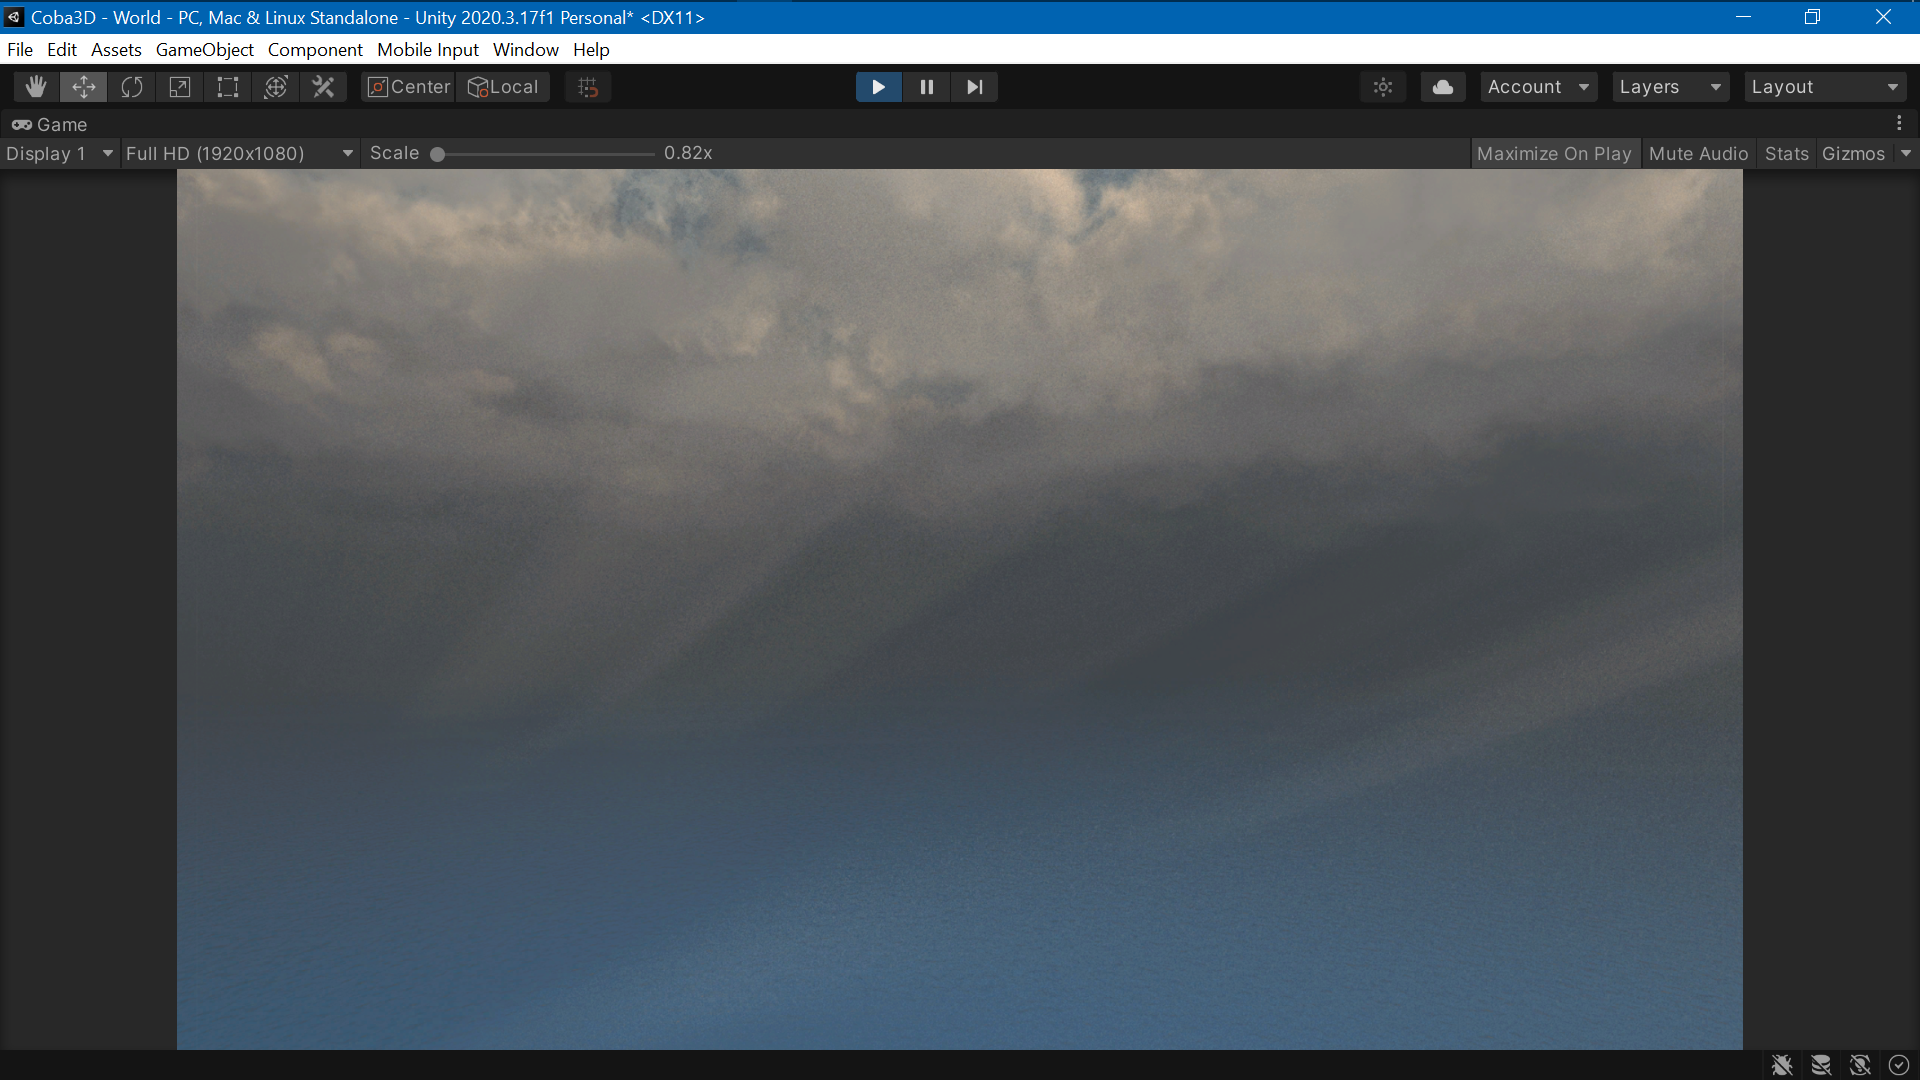 Coba3D - World - PC, Mac & Linux Standalone - Unity 2020.3.17f1 Personal* <DX11>
File Edit Assets GameObject Component Mobile Input Window Help
Center Local Account Layers Layout
Game
Display 1 Full HD (1920x1080) Scale 0.82x Maximize On Play Mute Audio Stats Gizmos